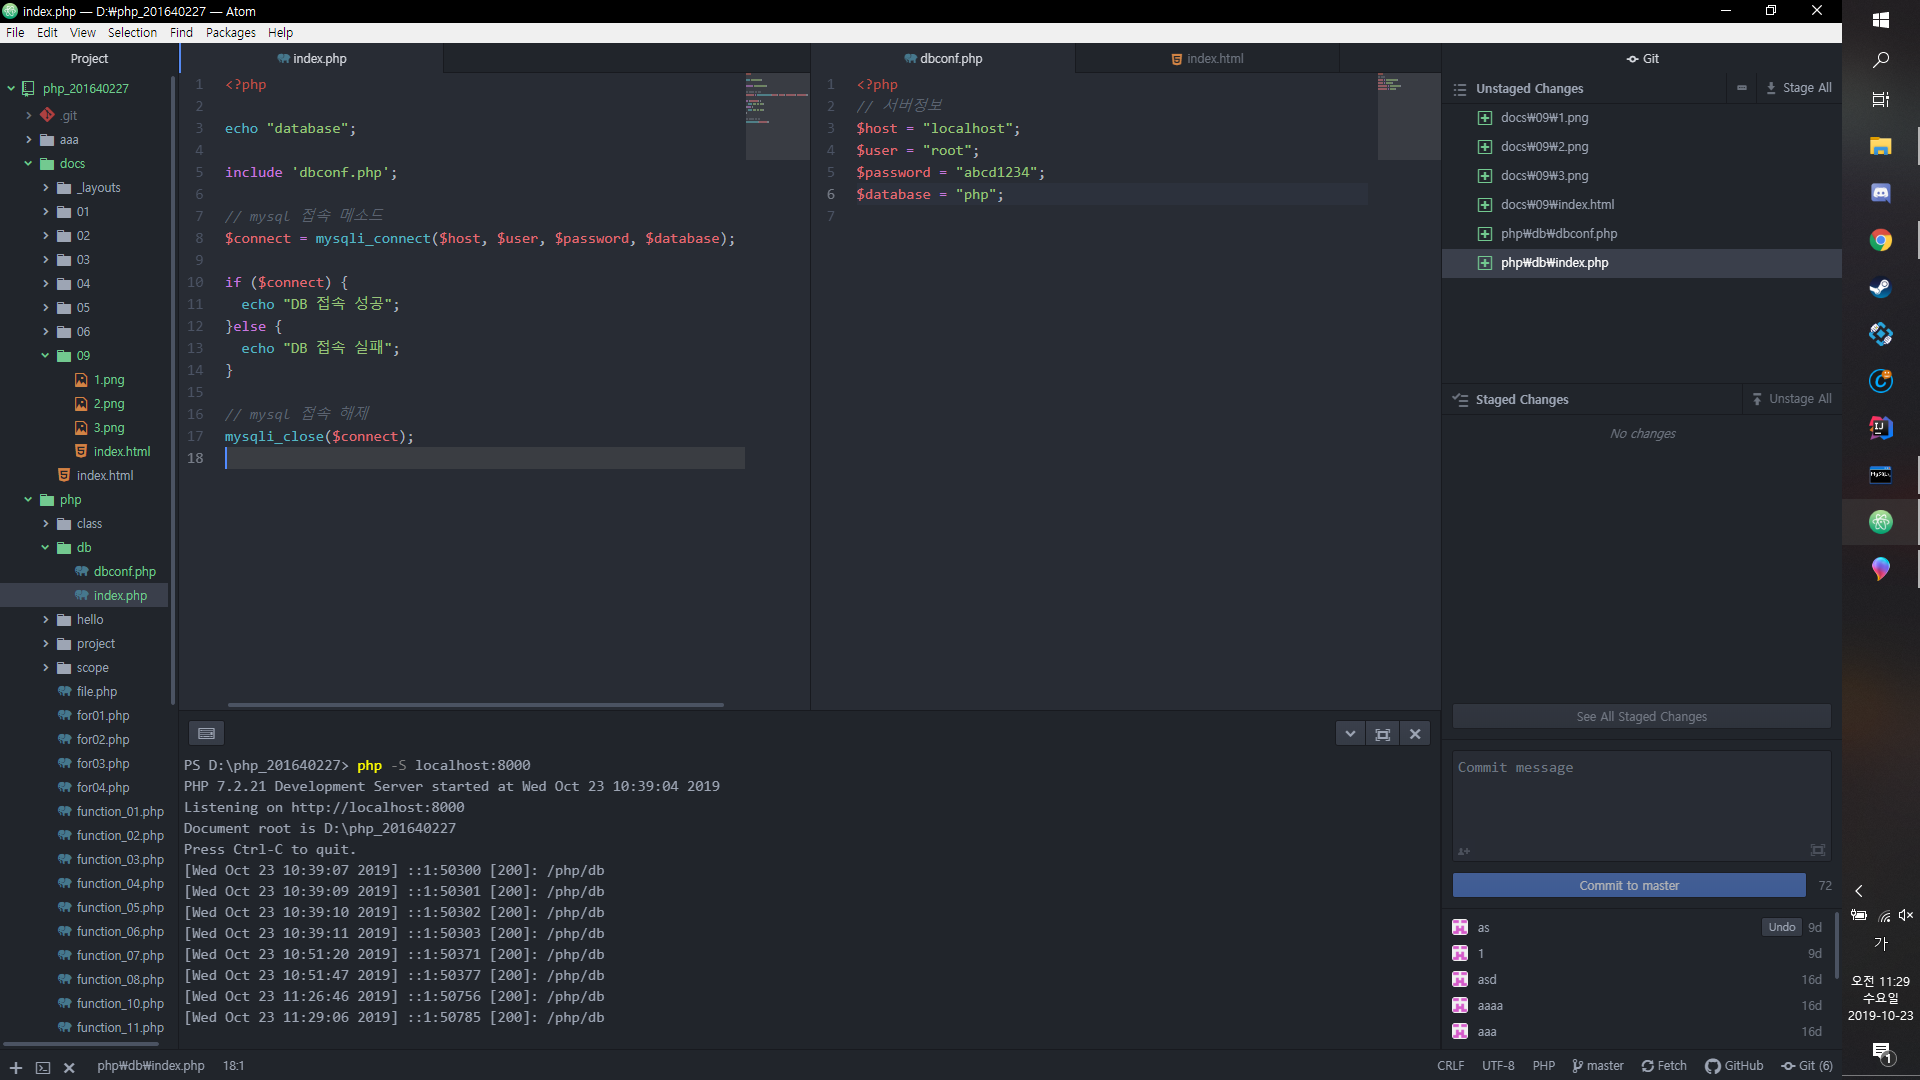 index.php — D:₩php_201640227 — Atom
File Edit View Selection Find Packages Help
Project
php_201640227
.git
aaa
docs
_layouts
01
02
03
04
05
06
09
1.png
2.png
3.png
index.html
index.html
php
class
db
dbconf.php
index.php
hello
project
scope
file.php
for01.php
for02.php
for03.php
for04.php
function_01.php
function_02.php
function_03.php
function_04.php
function_05.php
function_06.php
function_07.php
function_08.php
function_10.php
function_11.php
index.php
1 <?php
2
3 echo "database";
4
5 include 'dbconf.php';
6
7 // mysql 접속 메소드
8 $connect = mysqli_connect($host, $user, $password, $database);
9
10 if ($connect) {
11 echo "DB 접속 성공";
12 }else {
13 echo "DB 접속 실패";
14 }
15
16 // mysql 접속 해제
17 mysqli_close($connect);
18
dbconf.php index.html
1 <?php
2 // 서버정보
3 $host = "localhost";
4 $user = "root";
5 $password = "abcd1234";
6 $database = "php";
7
PS D:\php_201640227> php -S localhost:8000
PHP 7.2.21 Development Server started at Wed Oct 23 10:39:04 2019
Listening on http://localhost:8000
Document root is D:\php_201640227
Press Ctrl-C to quit.
[Wed Oct 23 10:39:07 2019] ::1:50300 [200]: /php/db
[Wed Oct 23 10:39:09 2019] ::1:50301 [200]: /php/db
[Wed Oct 23 10:39:10 2019] ::1:50302 [200]: /php/db
[Wed Oct 23 10:39:11 2019] ::1:50303 [200]: /php/db
[Wed Oct 23 10:51:20 2019] ::1:50371 [200]: /php/db
[Wed Oct 23 10:51:47 2019] ::1:50377 [200]: /php/db
[Wed Oct 23 11:26:46 2019] ::1:50756 [200]: /php/db
[Wed Oct 23 11:29:06 2019] ::1:50785 [200]: /php/db
Git
Unstaged Changes Stage All
docs₩09₩1.png
docs₩09₩2.png
docs₩09₩3.png
docs₩09₩index.html
php₩db₩dbconf.php
php₩db₩index.php
Staged Changes Unstage All
No changes
See All Staged Changes
Commit message
Commit to master 72
as Undo 9d
1 9d
asd 16d
aaaa 16d
aaa 16d
php₩db₩index.php 18:1
CRLF UTF-8 PHP master Fetch GitHub Git (6)
IJ
MySQL
가
오전 11:29
수요일
2019-10-23
1